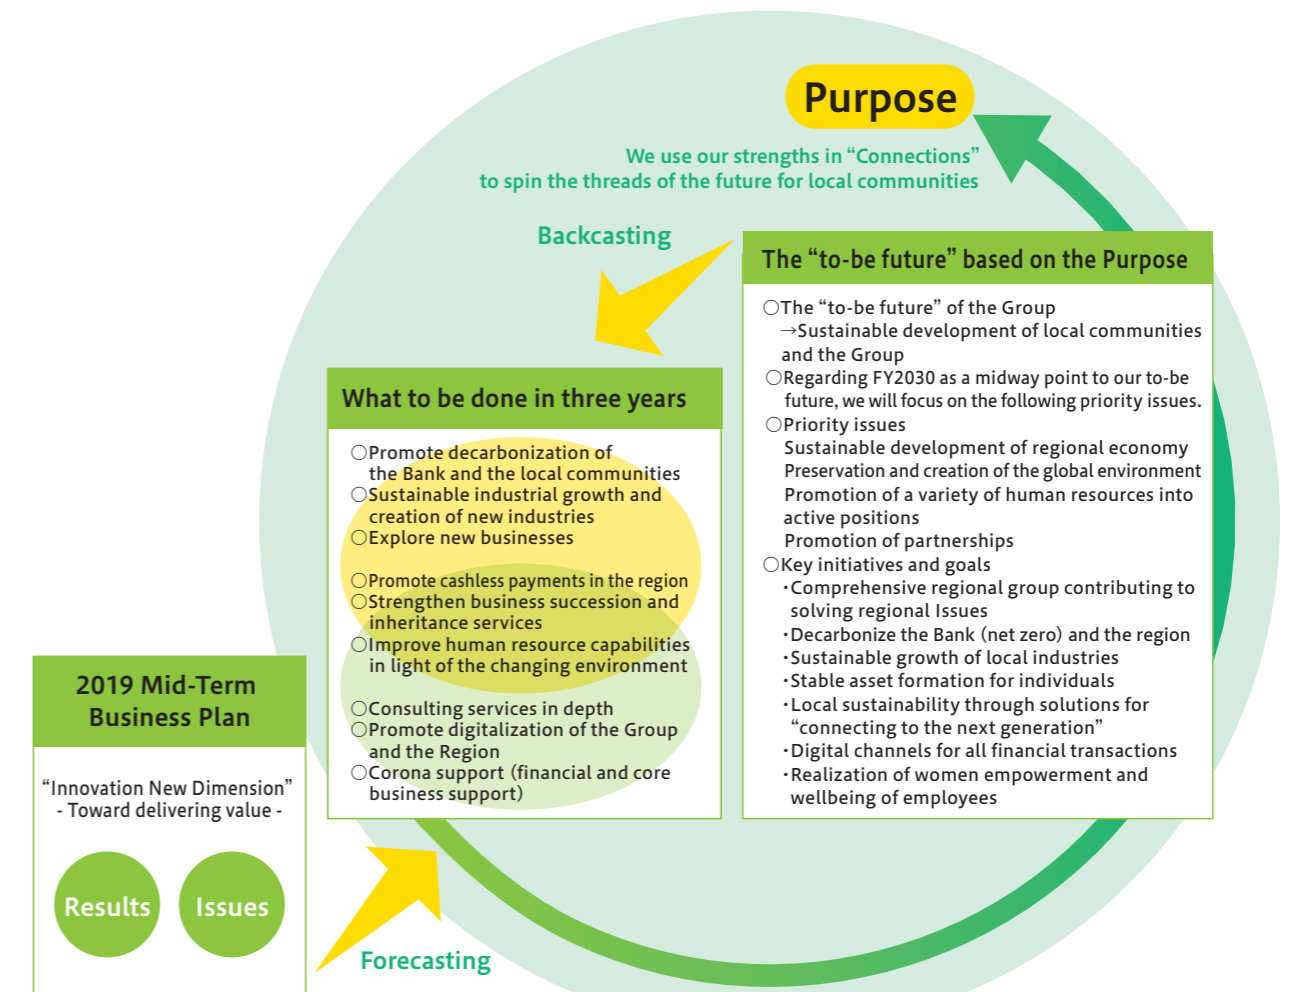 Purpose
We use our strengths in “Connections”
to spin the threads of the future for local communities
Backcasting
The “to-be future” based on the Purpose
○The “to-be future” of the Group
→Sustainable development of local communities
and the Group
○Regarding FY2030 as a midway point to our to-be
future, we will focus on the following priority issues.
○Priority issues
Sustainable development of regional economy
Preservation and creation of the global environment
Promotion of a variety of human resources into
active positions
Promotion of partnerships
○Key initiatives and goals
・Comprehensive regional group contributing to
solving regional Issues
・Decarbonize the Bank (net zero) and the region
・Sustainable growth of local industries
・Stable asset formation for individuals
・Local sustainability through solutions for
“connecting to the next generation”
・Digital channels for all financial transactions
・Realization of women empowerment and
wellbeing of employees
What to be done in three years
○Promote decarbonization of
the Bank and the local communities
○Sustainable industrial growth and
creation of new industries
○Explore new businesses
○Promote cashless payments in the region
○Strengthen business succession and
inheritance services
○Improve human resource capabilities
in light of the changing environment
○Consulting services in depth
○Promote digitalization of the Group
and the Region
○Corona support (financial and core
business support)
2019 Mid-Term
Business Plan
“Innovation New Dimension”
- Toward delivering value -
Results
Issues
Forecasting